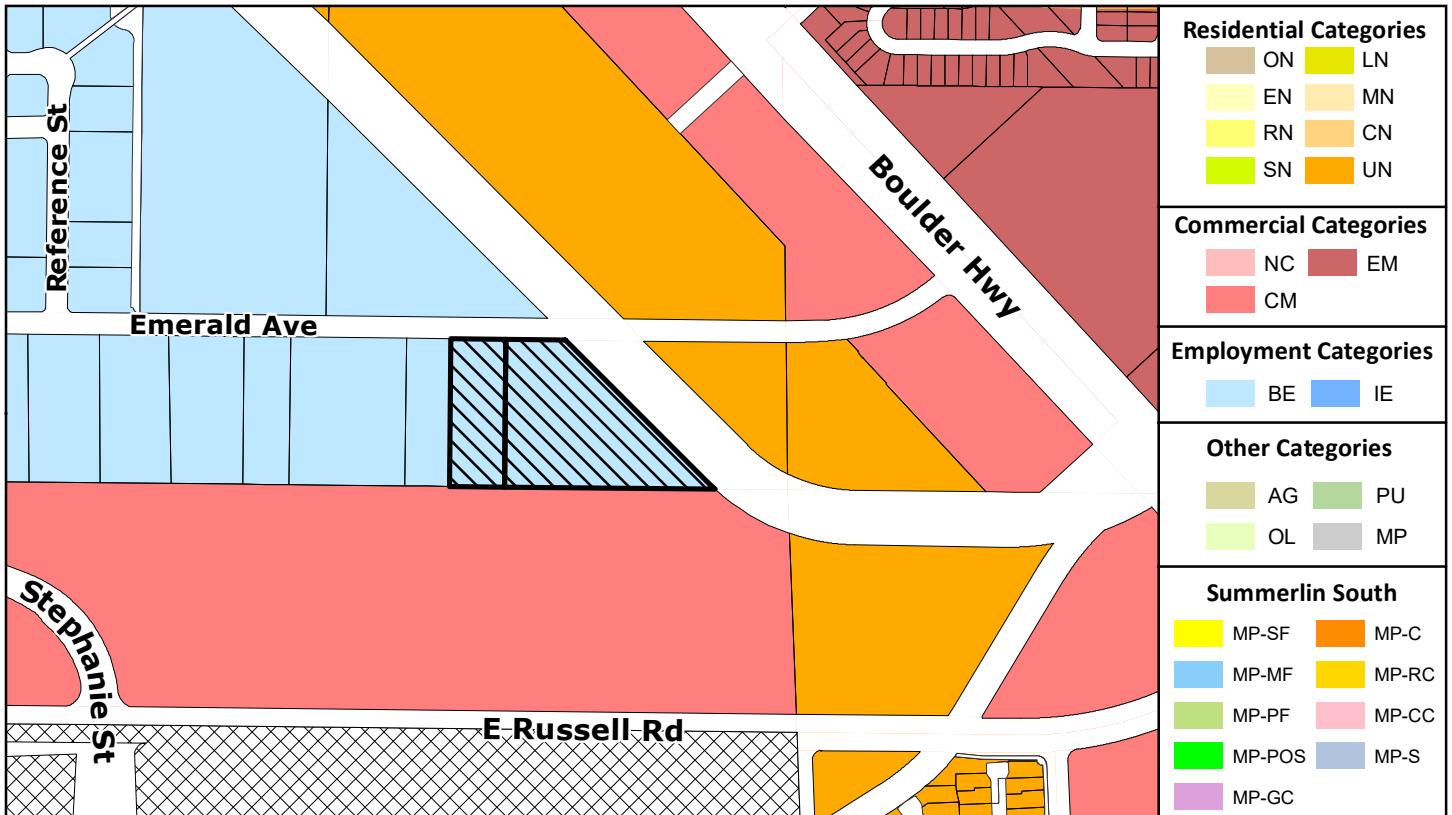 Reference St
Emerald Ave
Boulder Hwy
Stephanie St
E Russell Rd
Residential Categories
ON LN
EN MN
RN CN
SN UN
Commercial Categories
NC EM
CM
Employment Categories
BE IE
Other Categories
AG PU
OL MP
Summerlin South
MP-SF MP-C
MP-MF MP-RC
MP-PF MP-CC
MP-POS MP-S
MP-GC